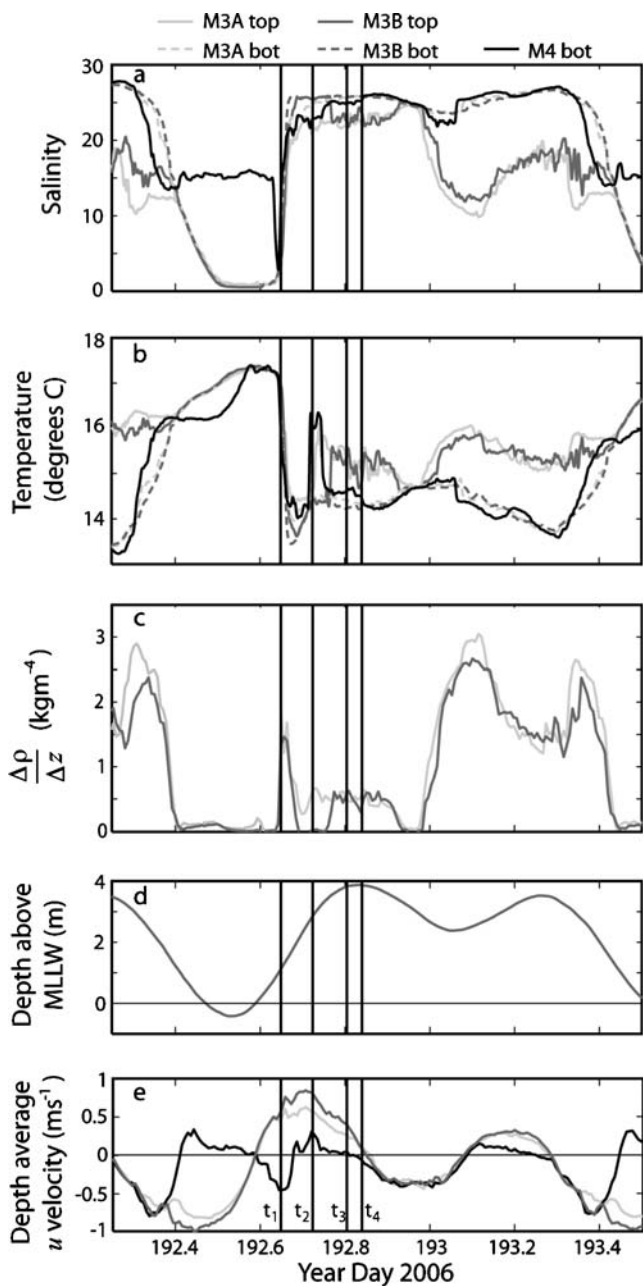 M3A top M3B top
M3A bot M3B bot M4 bot
a
30
20
10
0
Salinity
b
18
16
14
Temperature
(degrees C)
c
3
2
1
0
Δρ/Δz (kgm⁻⁴)
d
4
2
0
Depth above
MLLW (m)
e
1
0.5
0
-0.5
-1
Depth average
u velocity (ms⁻¹)
t₁ t₂ t₃ t₄
192.4 192.6 192.8 193 193.2 193.4
Year Day 2006